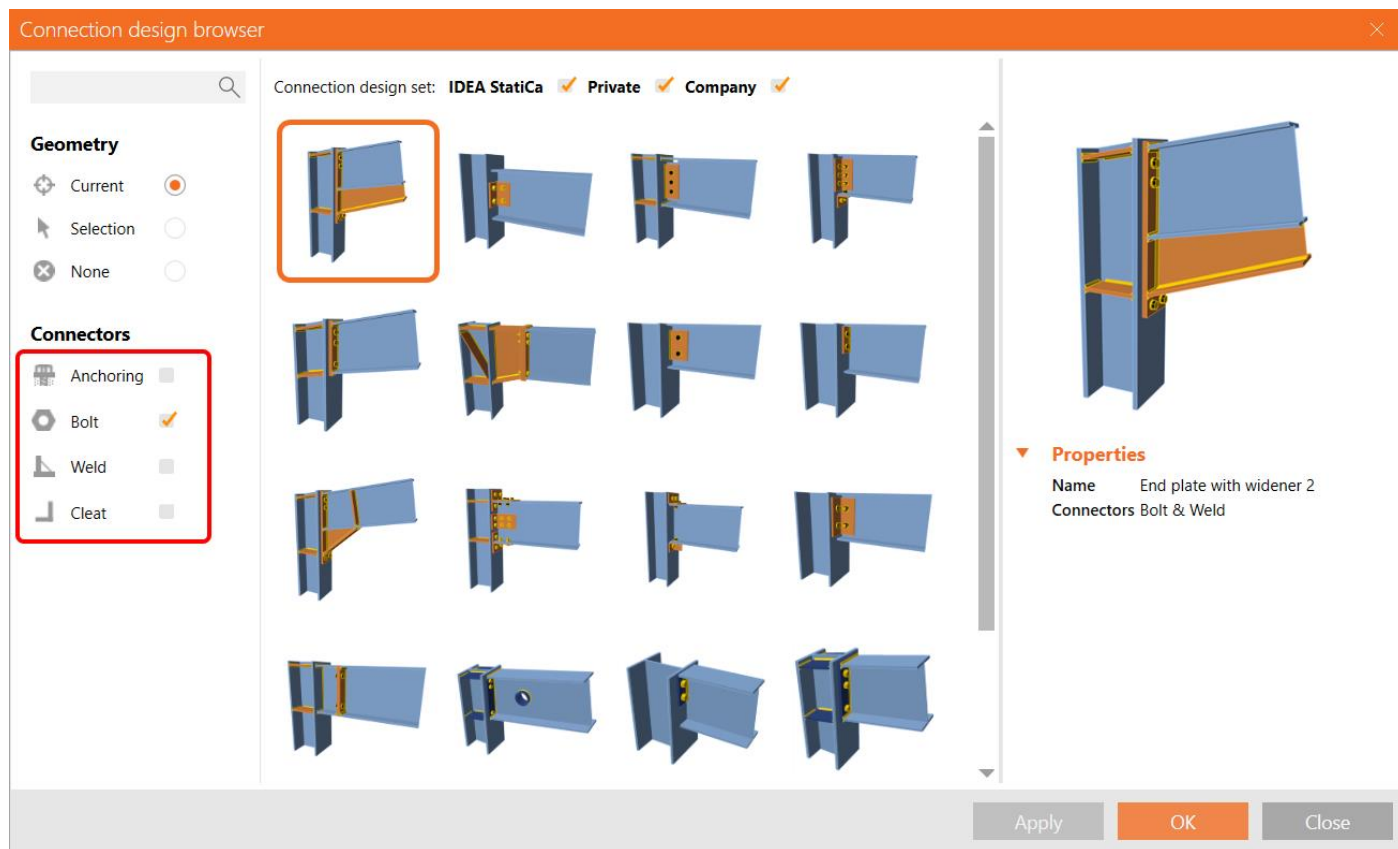 Connection design browser
Connection design set: IDEA StatiCa Private Company
Geometry
Current
Selection
None
Connectors
Anchoring
Bolt
Weld
Cleat
Properties
Name End plate with widener 2
Connectors Bolt & Weld
Apply OK Close